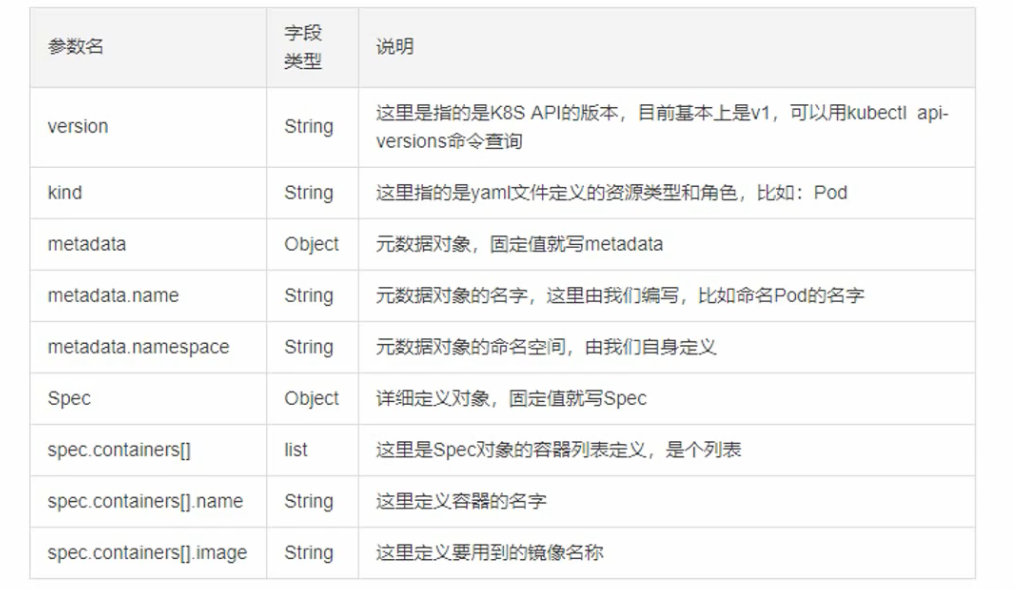 参数名
字段
类型
说明
version
String
这里是指的是K8S API的版本，目前基本上是v1，可以用kubectl api-
versions命令查询
kind
String
这里指的是yaml文件定义的资源类型和角色，比如：Pod
metadata
Object
元数据对象，固定值就写metadata
metadata.name
String
元数据对象的名字，这里由我们编写，比如命名Pod的名字
metadata.namespace
String
元数据对象的命名空间，由我们自身定义
Spec
Object
详细定义对象，固定值就写Spec
spec.containers[]
list
这里是Spec对象的容器列表定义，是个列表
spec.containers[].name
String
这里定义容器的名字
spec.containers[].image
String
这里定义要用到的镜像名称